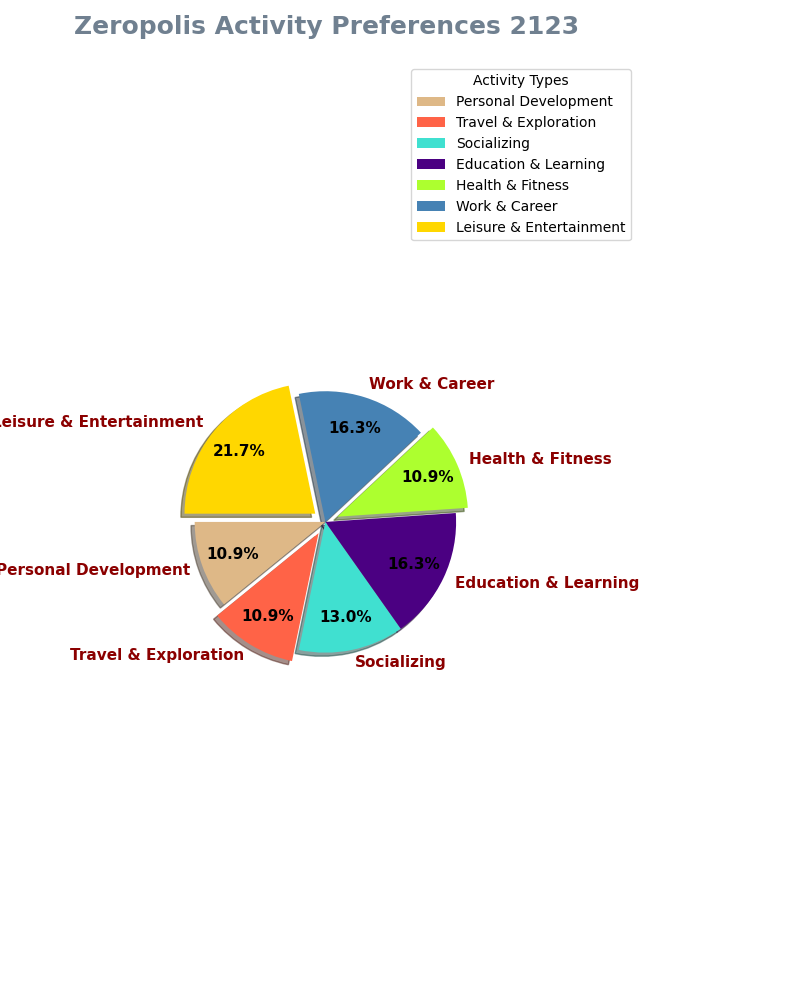 Zeropolis Activity Preferences 2123
Activity Types
Personal Development
Travel & Exploration
Socializing
Education & Learning
Health & Fitness
Work & Career
Leisure & Entertainment
Work & Career
16.3%
Leisure & Entertainment
21.7%
Health & Fitness
10.9%
10.9%
Personal Development
16.3%
Education & Learning
10.9%
13.0%
Travel & Exploration
Socializing